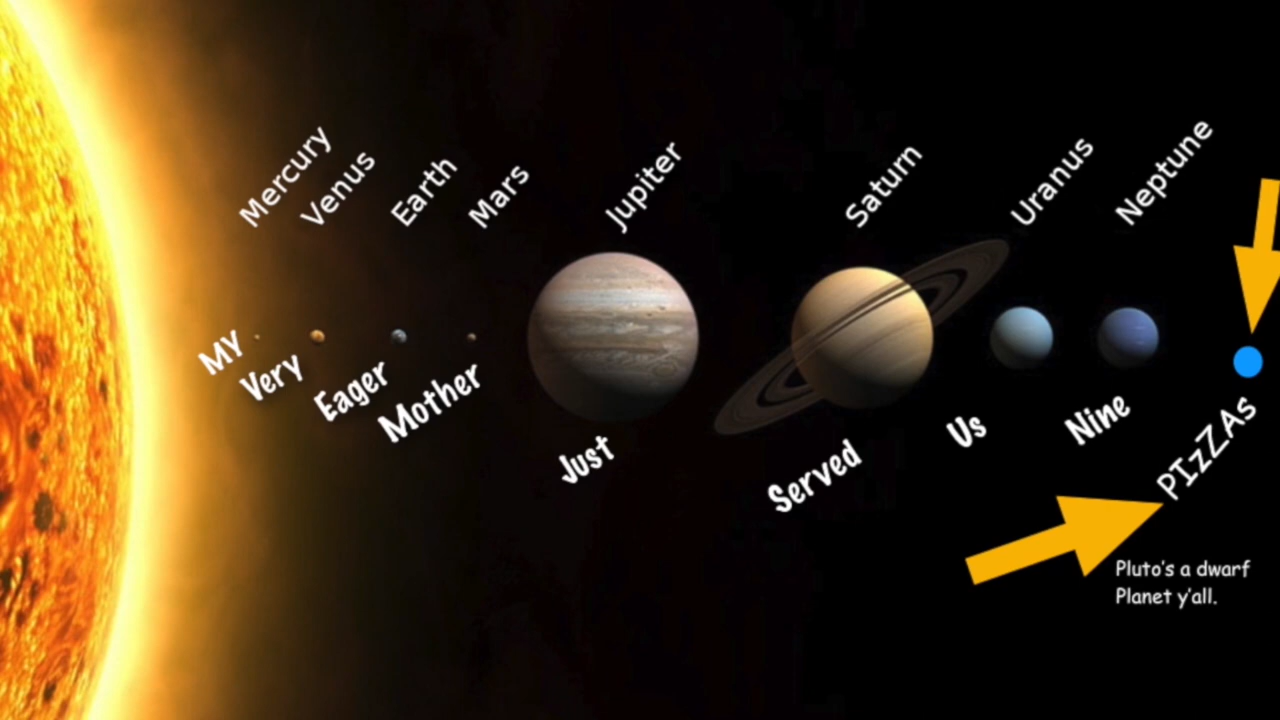 Mercury
Venus
Earth
Mars
Jupiter
Saturn
Uranus
Neptune
MY
Very
Eager
Mother
Just
Served
Us
Nine
PIzZAs
Pluto's a dwarf
Planet y'all.